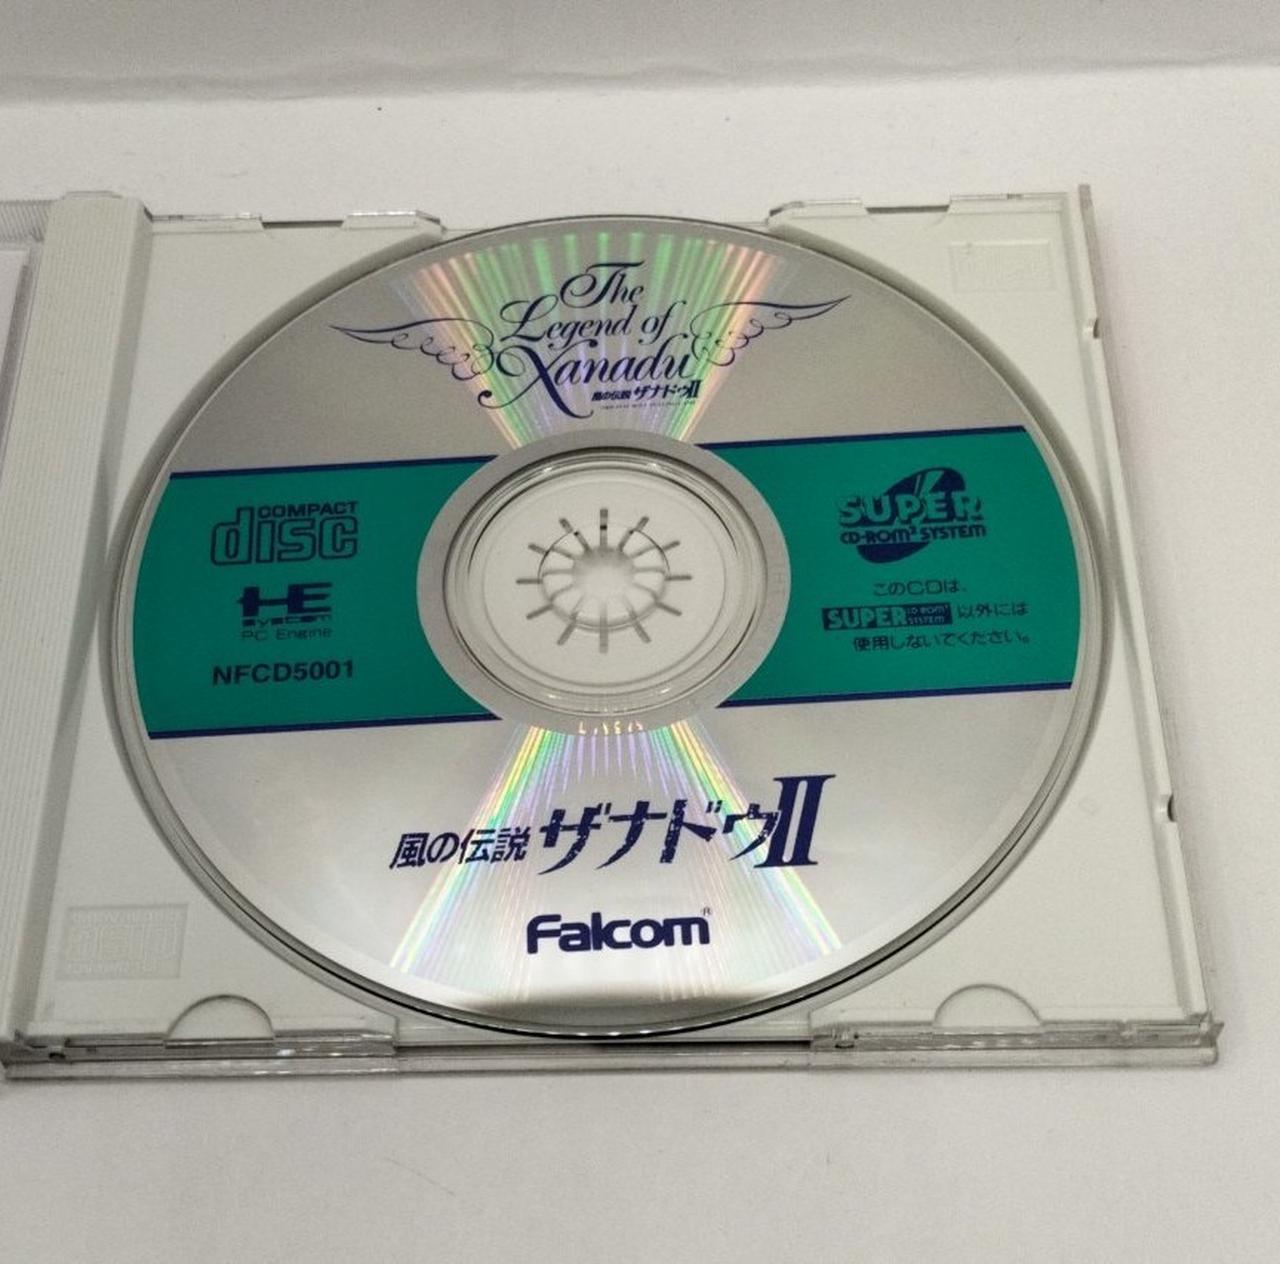 The
Legend of
Xanadu
風の伝説 ザナドゥII
COMPACT
disc
HE
system
PC Engine
NFCD5001
SUPER
CD-ROM² SYSTEM
このCDは、
SUPER CD-ROM² SYSTEM 以外には
使用しないでください。
風の伝説 ザナドゥII
Falcom®